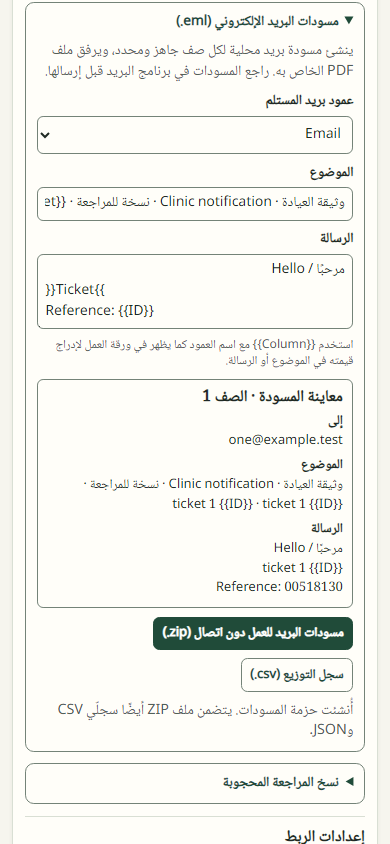 ▼ مسودات البريد الإلكتروني (.eml)
ينشئ مسودة بريد محلية لكل صف جاهز ومحدد، ويرفق ملف
PDF الخاص به. راجع المسودات في برنامج البريد قبل إرسالها.
عمود بريد المستلم
Email
الموضوع
وثيقة العيادة · Clinic notification · نسخة للمراجعة · {{et
الرسالة
مرحبًا / Hello
}}Ticket{{
Reference: {{ID}}
استخدم {{Column}} مع اسم العمود كما يظهر في ورقة العمل لإدراج
قيمته في الموضوع أو الرسالة.
معاينة المسودة · الصف 1
إلى
one@example.test
الموضوع
وثيقة العيادة · Clinic notification · نسخة للمراجعة ·
ticket 1 {{ID}} · ticket 1 {{ID}}
الرسالة
مرحبًا / Hello
ticket 1 {{ID}}
Reference: 00518130
مسودات البريد للعمل دون اتصال (.zip)
سجل التوزيع (.csv)
أُنشئت حزمة المسودات. يتضمن ملف ZIP أيضًا سجلَي CSV
وJSON.
◀ نسخ المراجعة المحجوبة
إعدادات الربط